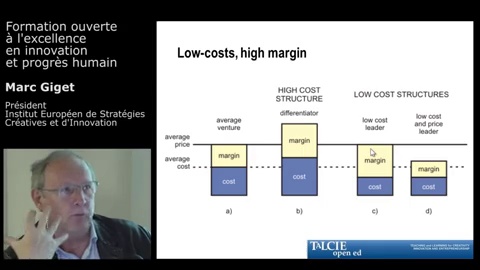 Formation ouverte
à l'excellence
en innovation
et progrès humain
Marc Giget
Président
Institut Européen de Stratégies
Créatives et d'Innovation
Low-costs, high margin
HIGH COST
STRUCTURE
LOW COST STRUCTURES
average
venture
differentiator
low cost
leader
low cost
and price
leader
average
price
average
cost
margin
margin
margin
margin
cost
cost
cost
cost
a)
b)
c)
d)
TALCIE
open ed